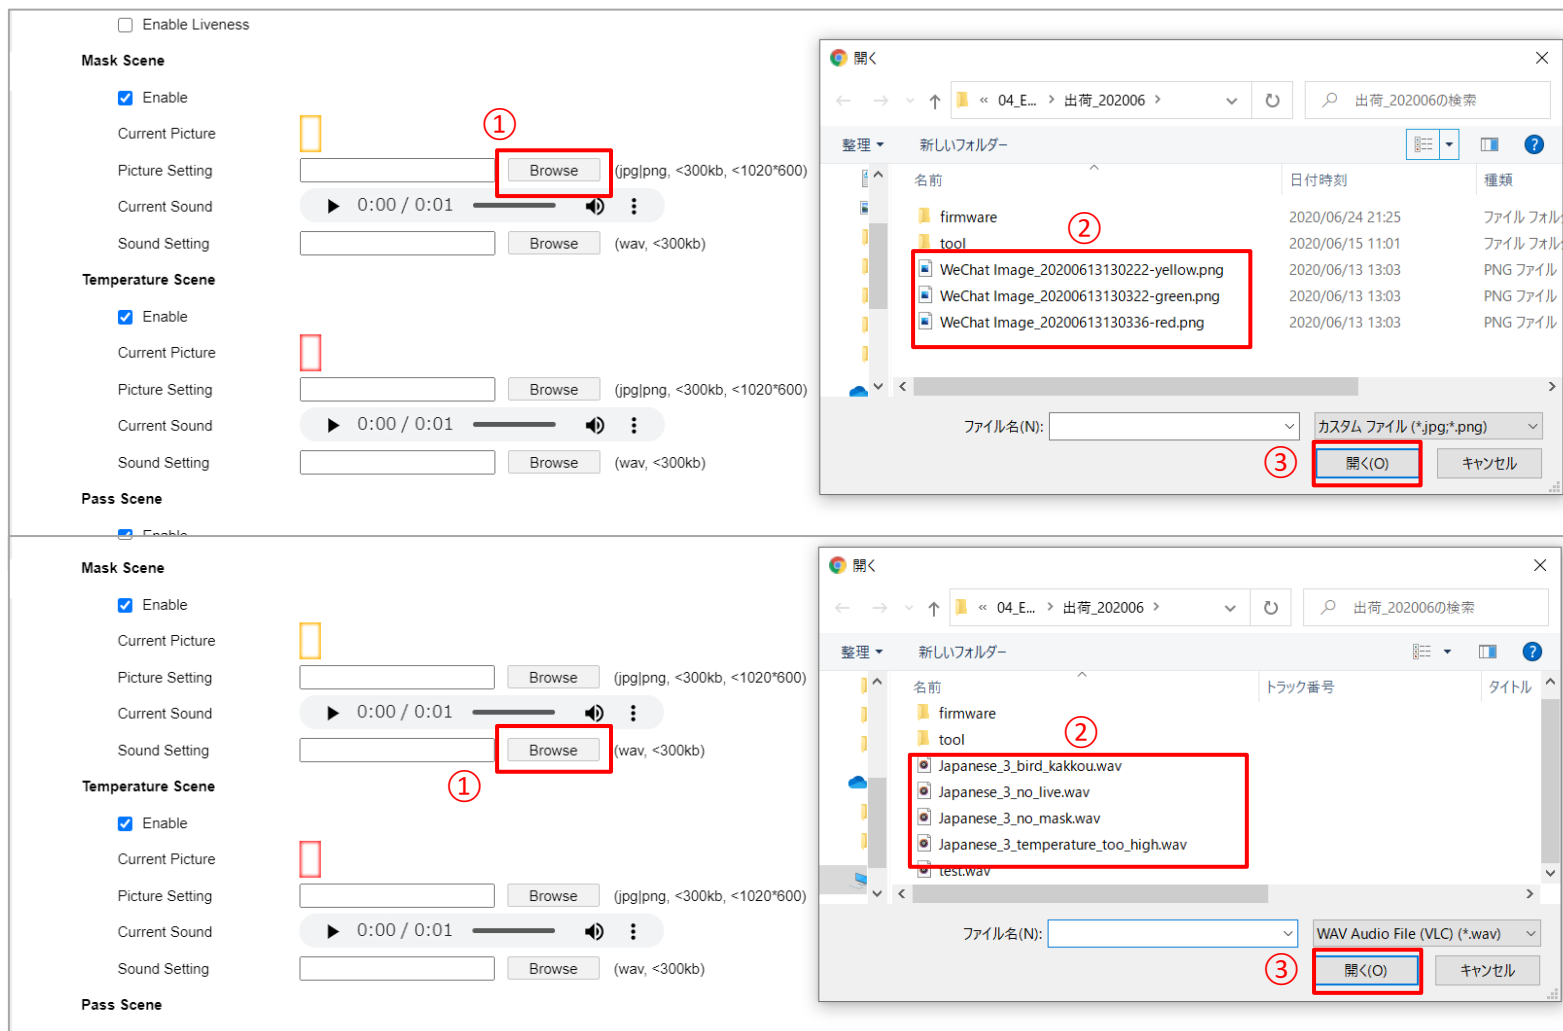 Enable Liveness
Mask Scene
Enable
Current Picture
①
Picture Setting Browse (jpg|png, <300kb, <1020*600)
Current Sound 0:00 / 0:01
Sound Setting Browse (wav, <300kb)
Temperature Scene
Enable
Current Picture
Picture Setting Browse (jpg|png, <300kb, <1020*600)
Current Sound 0:00 / 0:01
Sound Setting Browse (wav, <300kb)
Pass Scene
Enable
開く
« 04_E... > 出荷_202006 > 出荷_202006の検索
整理 新しいフォルダー
名前 日付時刻 種類
firmware 2020/06/24 21:25 ファイル フォル
②
tool 2020/06/15 11:01 ファイル フォル
WeChat Image_20200613130222-yellow.png 2020/06/13 13:03 PNG ファイル
WeChat Image_20200613130322-green.png 2020/06/13 13:03 PNG ファイル
WeChat Image_20200613130336-red.png 2020/06/13 13:03 PNG ファイル
ファイル名(N): カスタム ファイル (*.jpg;*.png)
③ 開く(O) キャンセル
Mask Scene
Enable
Current Picture
Picture Setting Browse (jpg|png, <300kb, <1020*600)
Current Sound 0:00 / 0:01
Sound Setting Browse (wav, <300kb)
①
Temperature Scene
Enable
Current Picture
Picture Setting Browse (jpg|png, <300kb, <1020*600)
Current Sound 0:00 / 0:01
Sound Setting Browse (wav, <300kb)
Pass Scene
開く
« 04_E... > 出荷_202006 > 出荷_202006の検索
整理 新しいフォルダー
名前 トラック番号 タイトル
firmware
②
tool
Japanese_3_bird_kakkou.wav
Japanese_3_no_live.wav
Japanese_3_no_mask.wav
Japanese_3_temperature_too_high.wav
test.wav
ファイル名(N): WAV Audio File (VLC) (*.wav)
③ 開く(O) キャンセル